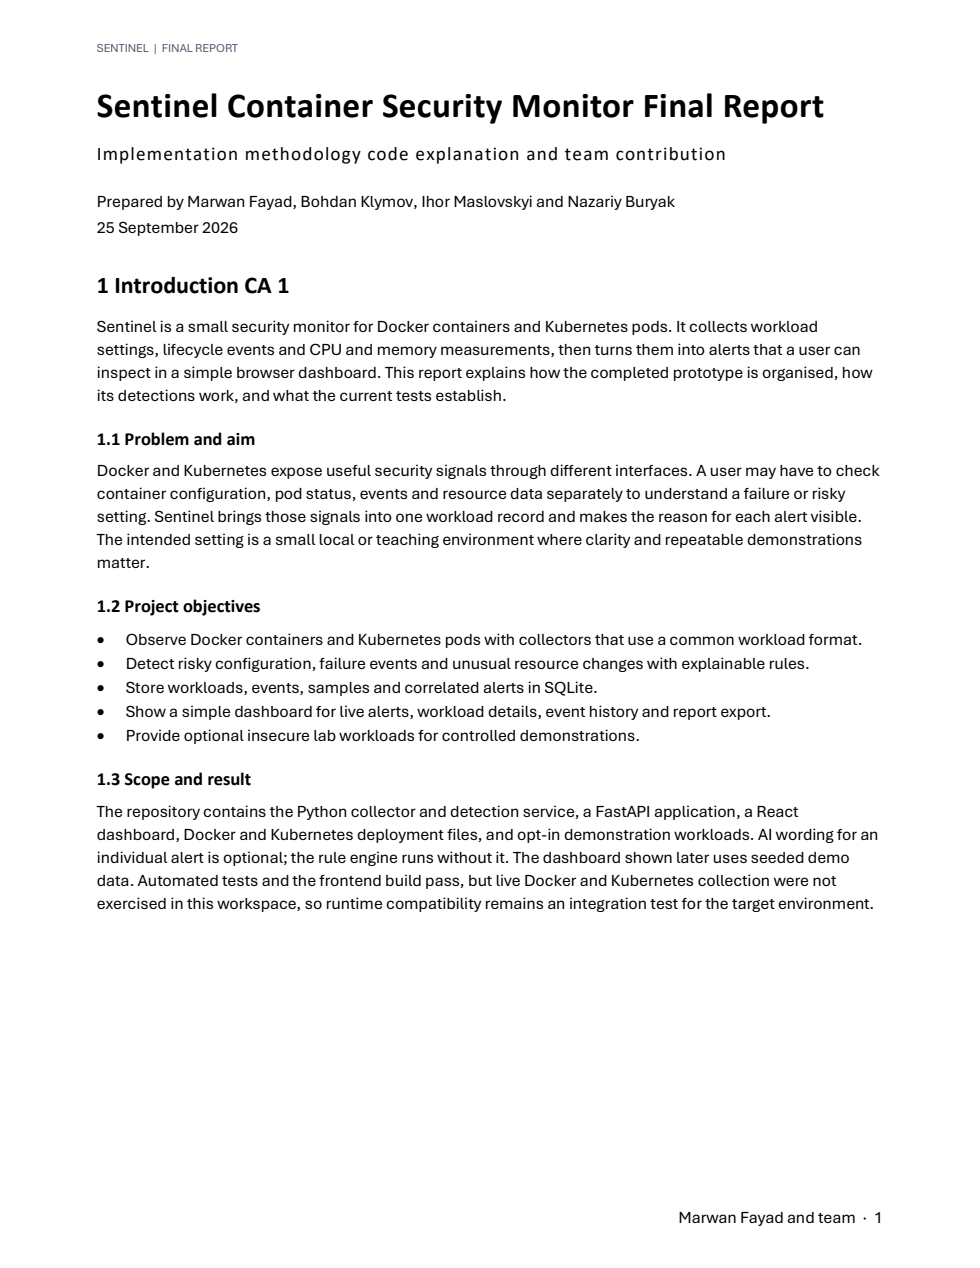 SENTINEL | FINAL REPORT
Sentinel Container Security Monitor Final Report
Implementation methodology code explanation and team contribution
Prepared by Marwan Fayad, Bohdan Klymov, Ihor Maslovskyi and Nazariy Buryak
25 September 2026
1 Introduction CA 1
Sentinel is a small security monitor for Docker containers and Kubernetes pods. It collects workload
settings, lifecycle events and CPU and memory measurements, then turns them into alerts that a user can
inspect in a simple browser dashboard. This report explains how the completed prototype is organised, how
its detections work, and what the current tests establish.
1.1 Problem and aim
Docker and Kubernetes expose useful security signals through different interfaces. A user may have to check
container configuration, pod status, events and resource data separately to understand a failure or risky
setting. Sentinel brings those signals into one workload record and makes the reason for each alert visible.
The intended setting is a small local or teaching environment where clarity and repeatable demonstrations
matter.
1.2 Project objectives
• Observe Docker containers and Kubernetes pods with collectors that use a common workload format.
• Detect risky configuration, failure events and unusual resource changes with explainable rules.
• Store workloads, events, samples and correlated alerts in SQLite.
• Show a simple dashboard for live alerts, workload details, event history and report export.
• Provide optional insecure lab workloads for controlled demonstrations.
1.3 Scope and result
The repository contains the Python collector and detection service, a FastAPI application, a React
dashboard, Docker and Kubernetes deployment files, and opt-in demonstration workloads. AI wording for an
individual alert is optional; the rule engine runs without it. The dashboard shown later uses seeded demo
data. Automated tests and the frontend build pass, but live Docker and Kubernetes collection were not
exercised in this workspace, so runtime compatibility remains an integration test for the target environment.
Marwan Fayad and team · 1